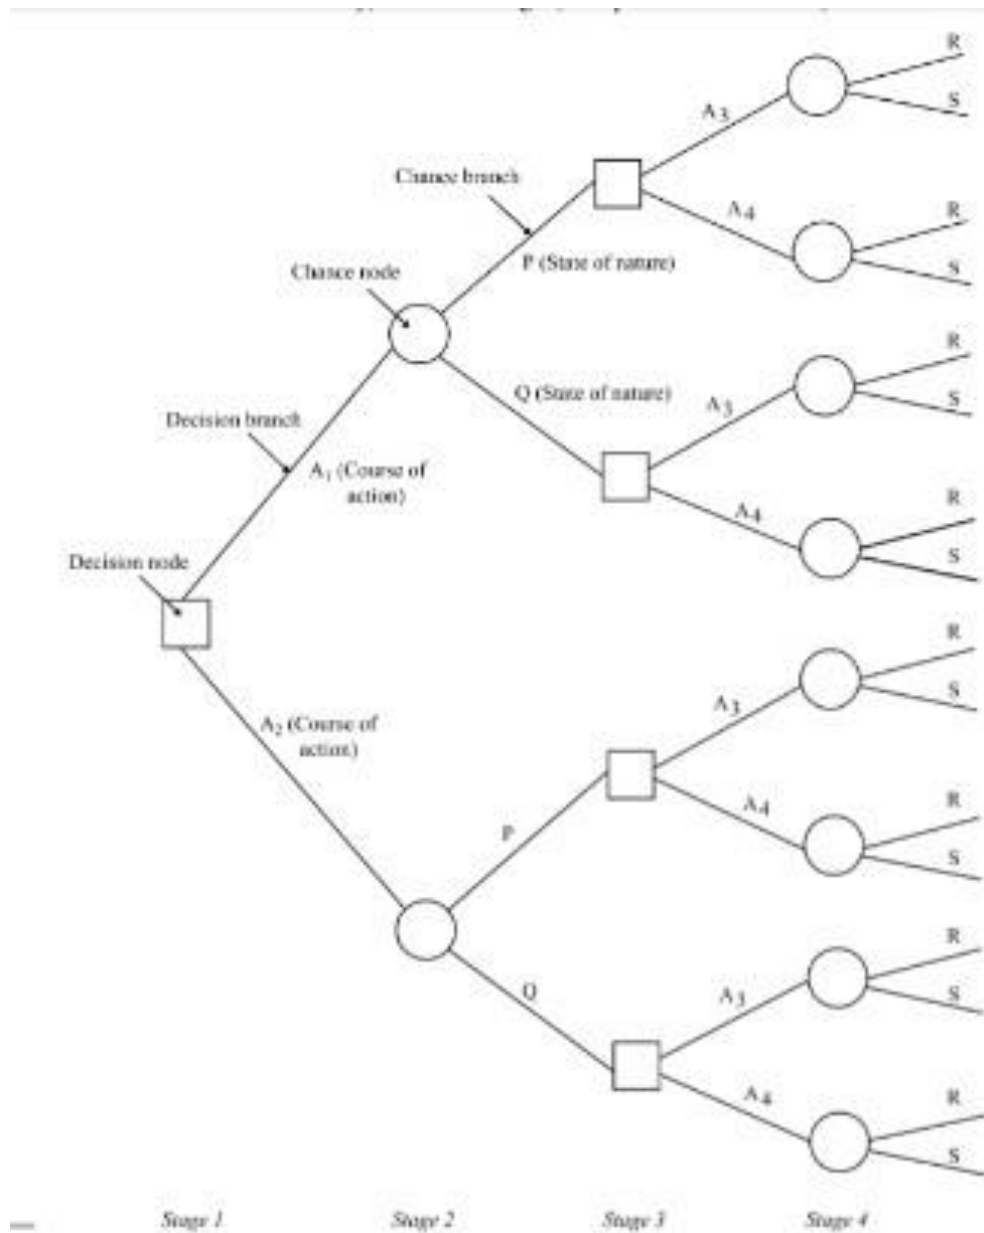 R
S
A3
Chance branch
A4
R
S
P (State of nature)
Chance node
R
S
Q (State of nature)
A3
Decision branch
A1 (Course of
action)
A4
R
S
Decision node
R
S
A3
A2 (Course of
action)
A4
R
S
P
R
S
A3
Q
A4
R
S
Stage 1 Stage 2 Stage 3 Stage 4